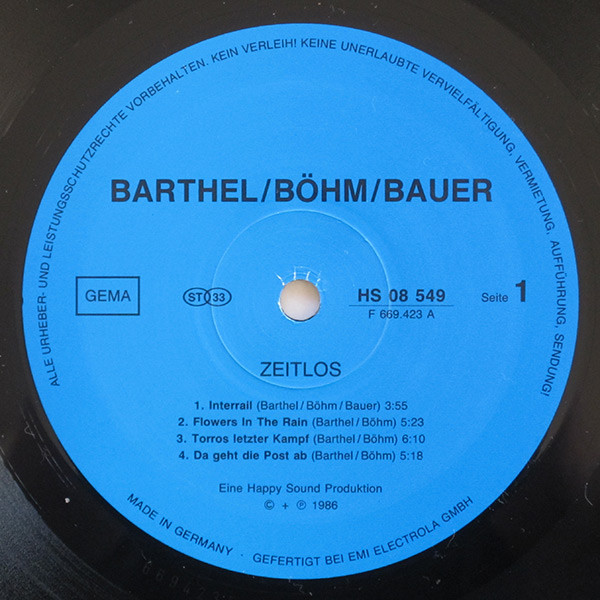 ALLE URHEBER- UND LEISTUNGSSCHUTZRECHTE VORBEHALTEN. KEIN VERLEIH! KEINE UNERLAUBTE VERVIELFÄLTIGUNG, VERMIETUNG, AUFFÜHRUNG, SENDUNG!
BARTHEL/BÖHM/BAUER
GEMA
ST 33
HS 08 549
F 669.423 A
Seite 1
ZEITLOS
1. Interrail (Barthel/Böhm/Bauer) 3:55
2. Flowers In The Rain (Barthel/Böhm) 5:23
3. Torros letzter Kampf (Barthel/Böhm) 6:10
4. Da geht die Post ab (Barthel/Böhm) 5:18
Eine Happy Sound Produktion
© + ℗ 1986
MADE IN GERMANY · GEFERTIGT BEI EMI ELECTROLA GMBH